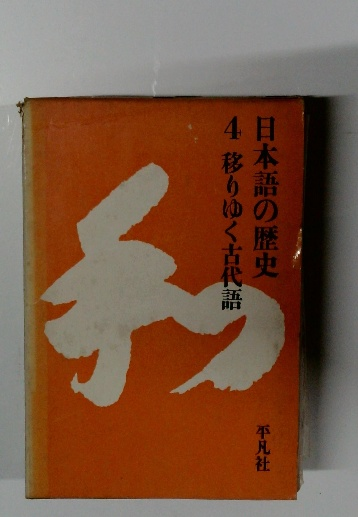 日本語の歴史
4 移りゆく古代語
平凡社